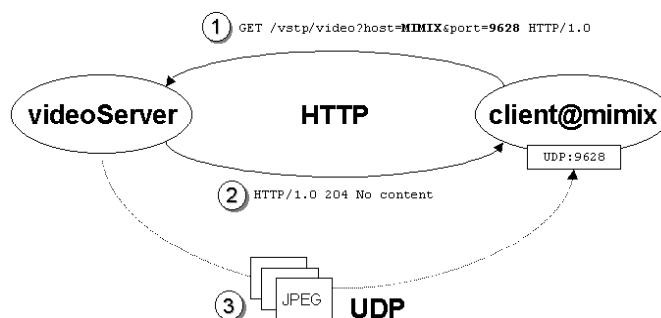 1 GET /vstp/video?host=MIMIX&port=9628 HTTP/1.0
videoServer
HTTP
client@mimix
UDP:9628
2 HTTP/1.0 204 No content
3 JPEG
UDP